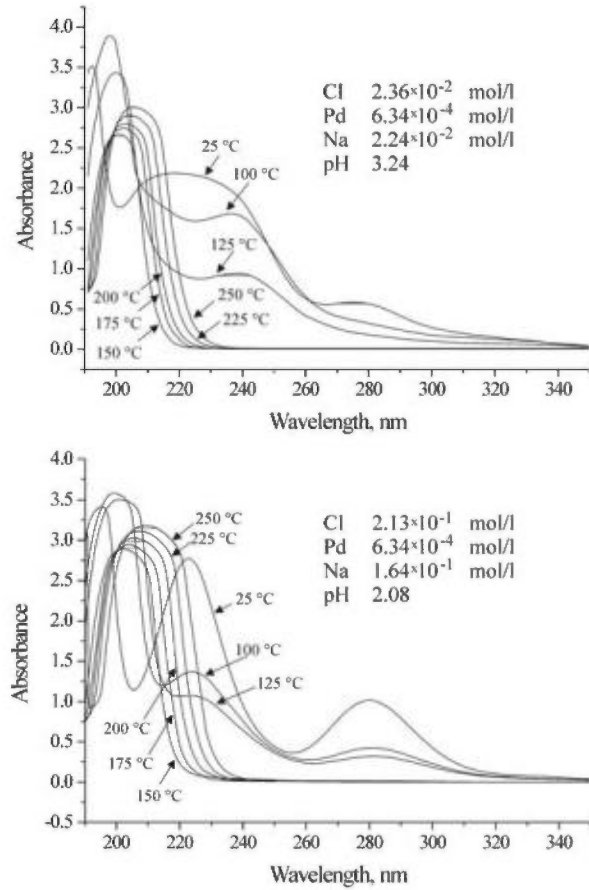 4.0
3.5
3.0
2.5
2.0
1.5
1.0
0.5
0.0
Absorbance
Cl 2.36×10⁻² mol/l
Pd 6.34×10⁻⁴ mol/l
Na 2.24×10⁻² mol/l
pH 3.24
25 °C
100 °C
125 °C
200 °C
175 °C
150 °C
250 °C
225 °C
200 220 240 260 280 300 320 340
Wavelength, nm
4.0
3.5
3.0
2.5
2.0
1.5
1.0
0.5
0.0
-0.5
Absorbance
Cl 2.13×10⁻¹ mol/l
Pd 6.34×10⁻⁴ mol/l
Na 1.64×10⁻¹ mol/l
pH 2.08
250 °C
225 °C
25 °C
100 °C
125 °C
200 °C
175 °C
150 °C
200 220 240 260 280 300 320 340
Wavelength, nm